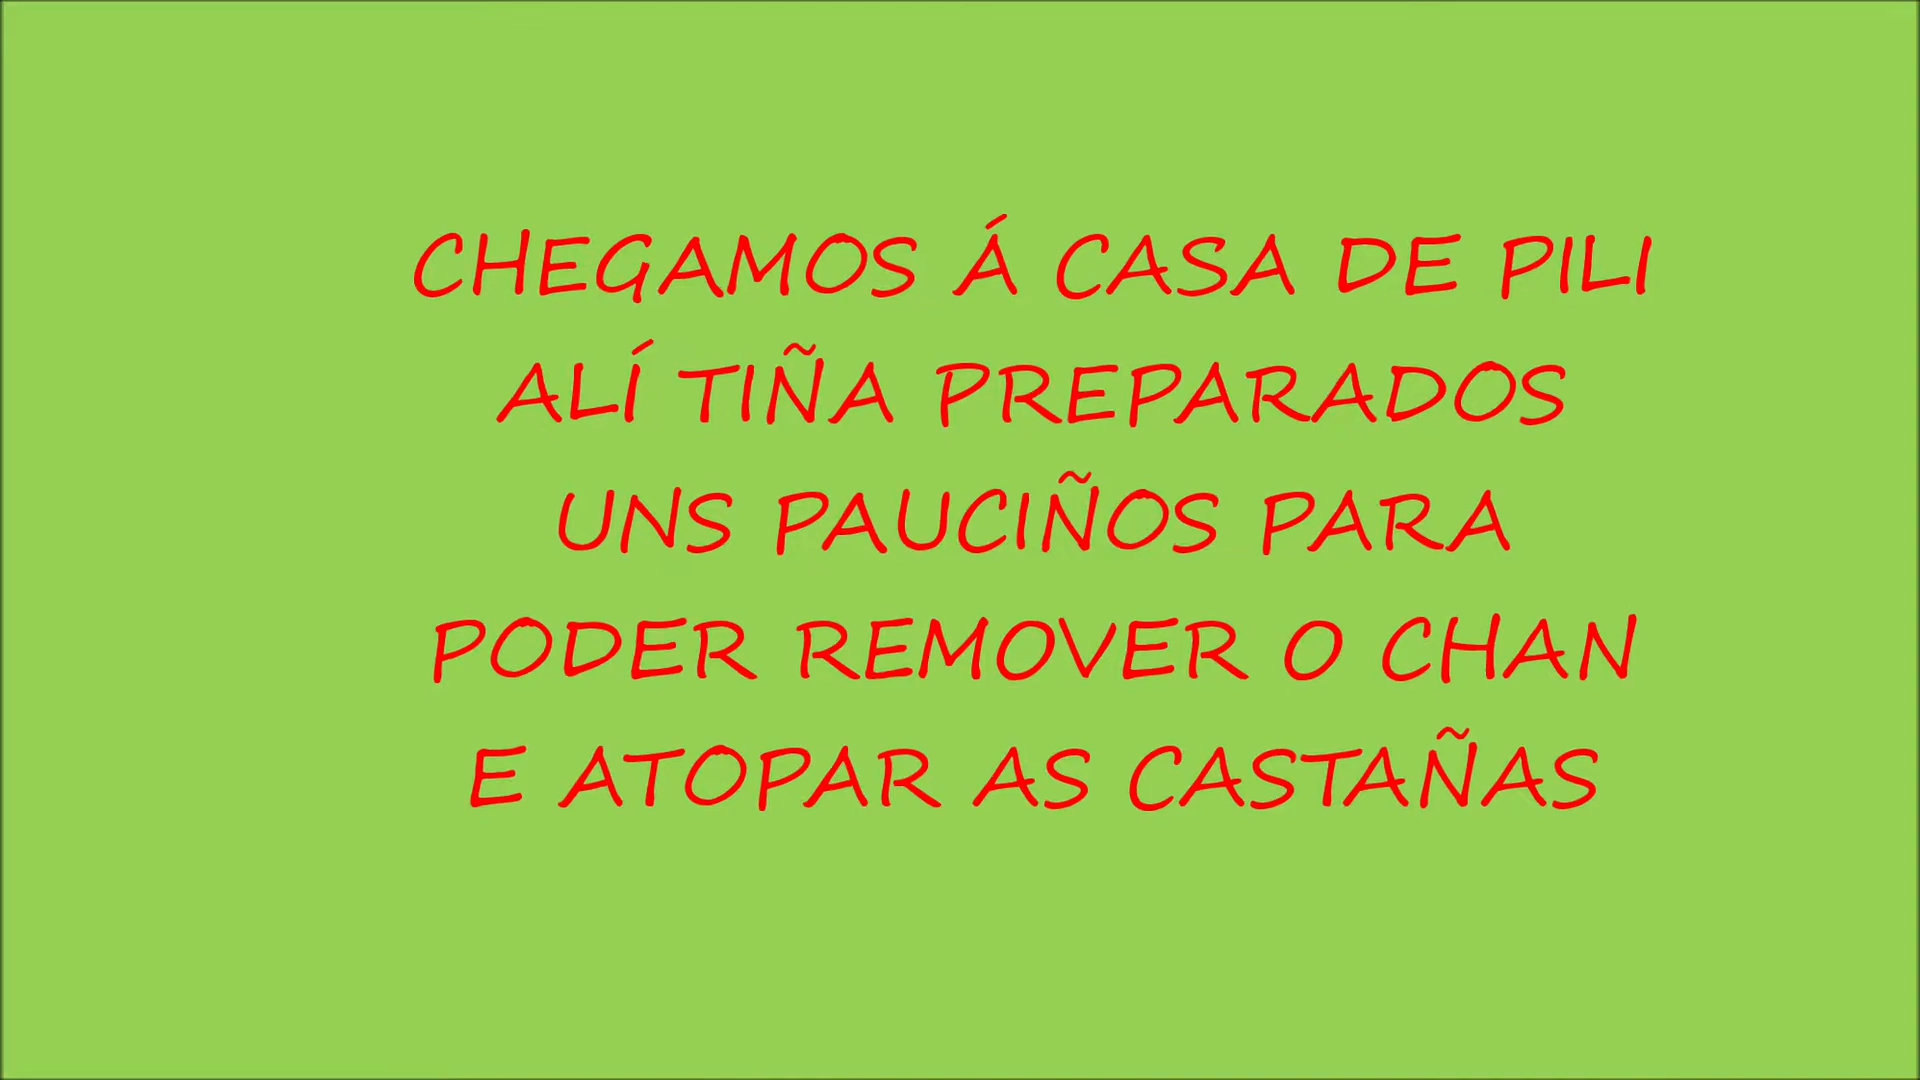 CHEGAMOS Á CASA DE PILI
ALÍ TIÑA PREPARADOS
UNS PAUCIÑOS PARA
PODER REMOVER O CHAN
E ATOPAR AS CASTAÑAS